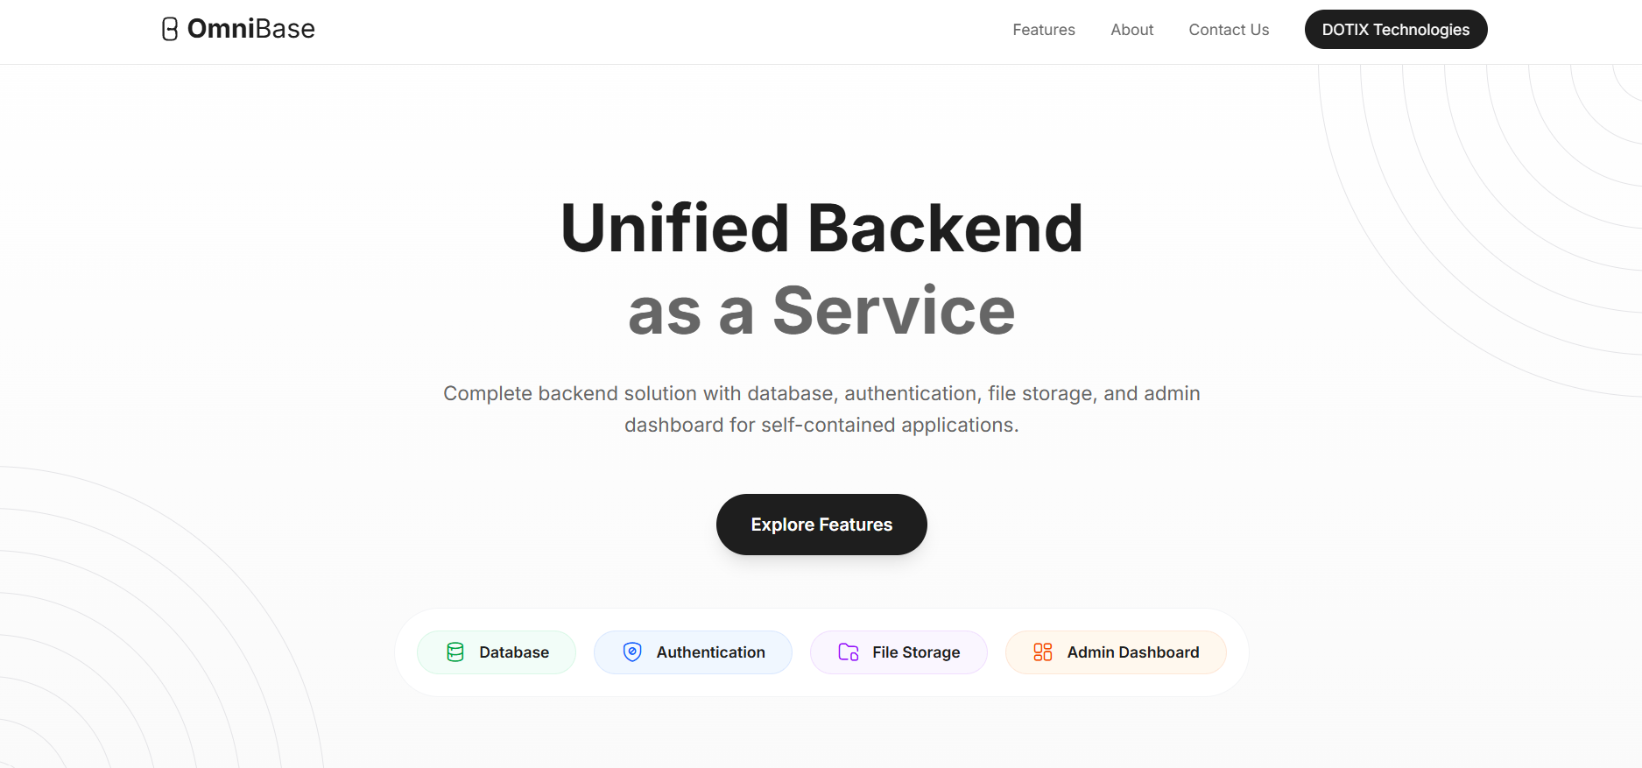 OmniBase
Features
About
Contact Us
DOTIX Technologies
Unified Backend
as a Service
Complete backend solution with database, authentication, file storage, and admin
dashboard for self-contained applications.
Explore Features
Database
Authentication
File Storage
Admin Dashboard